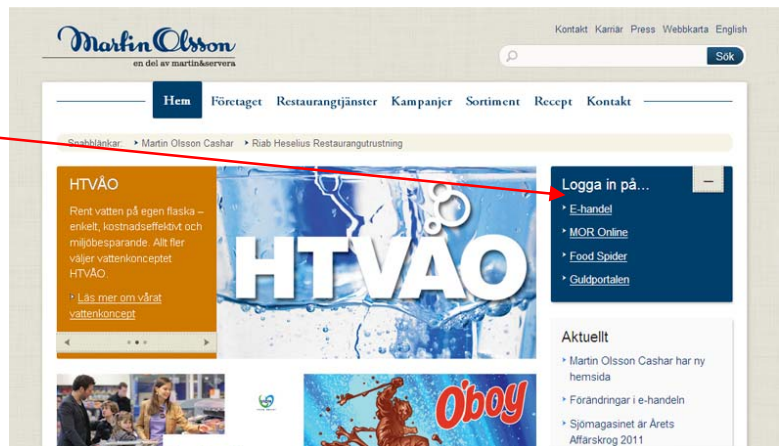 Martin Olsson
en del av martin&servera
Kontakt Karriär Press Webbkarta English
Sök
Hem Företaget Restaurangtjänster Kampanjer Sortiment Recept Kontakt
Snabblänkar: Martin Olsson Cashar Riab Heselius Restaurangutrustning
HTVÅO
Rent vatten på egen flaska –
enkelt, kostnadseffektivt och
miljöbesparande. Allt fler
väljer vattenkonceptet
HTVÅO.
Läs mer om vårat
vattenkoncept
HTVÅO
Logga in på...
E-handel
MOR Online
Food Spider
Guldportalen
Aktuellt
Martin Olsson Cashar har ny
hemsida
Förändringar i e-handeln
Sjömagasinet är Årets
Affärskrog 2011
O'boy